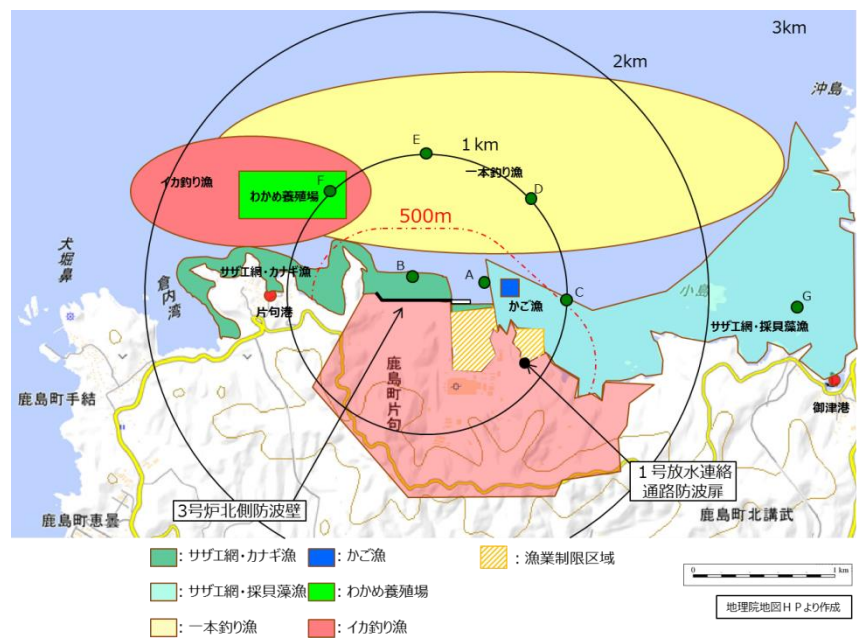 3km
2km
沖島
E
1km
一本釣り漁
イカ釣り漁
F
わかめ養殖場
D
500m
犬堀鼻
倉内湾
サザエ網・カナギ漁
片句港
B
A
かご漁
C
小島
G
サザエ網・採貝藻漁
御津港
鹿島町片句
鹿島町手結
3号炉北側防波壁
１号放水連絡
通路防波扉
鹿島町恵曇
鹿島町北講武
：サザエ網・カナギ漁
：かご漁
：漁業制限区域
：サザエ網・採貝藻漁
：わかめ養殖場
：一本釣り漁
：イカ釣り漁
0 1 km
地理院地図ＨＰより作成